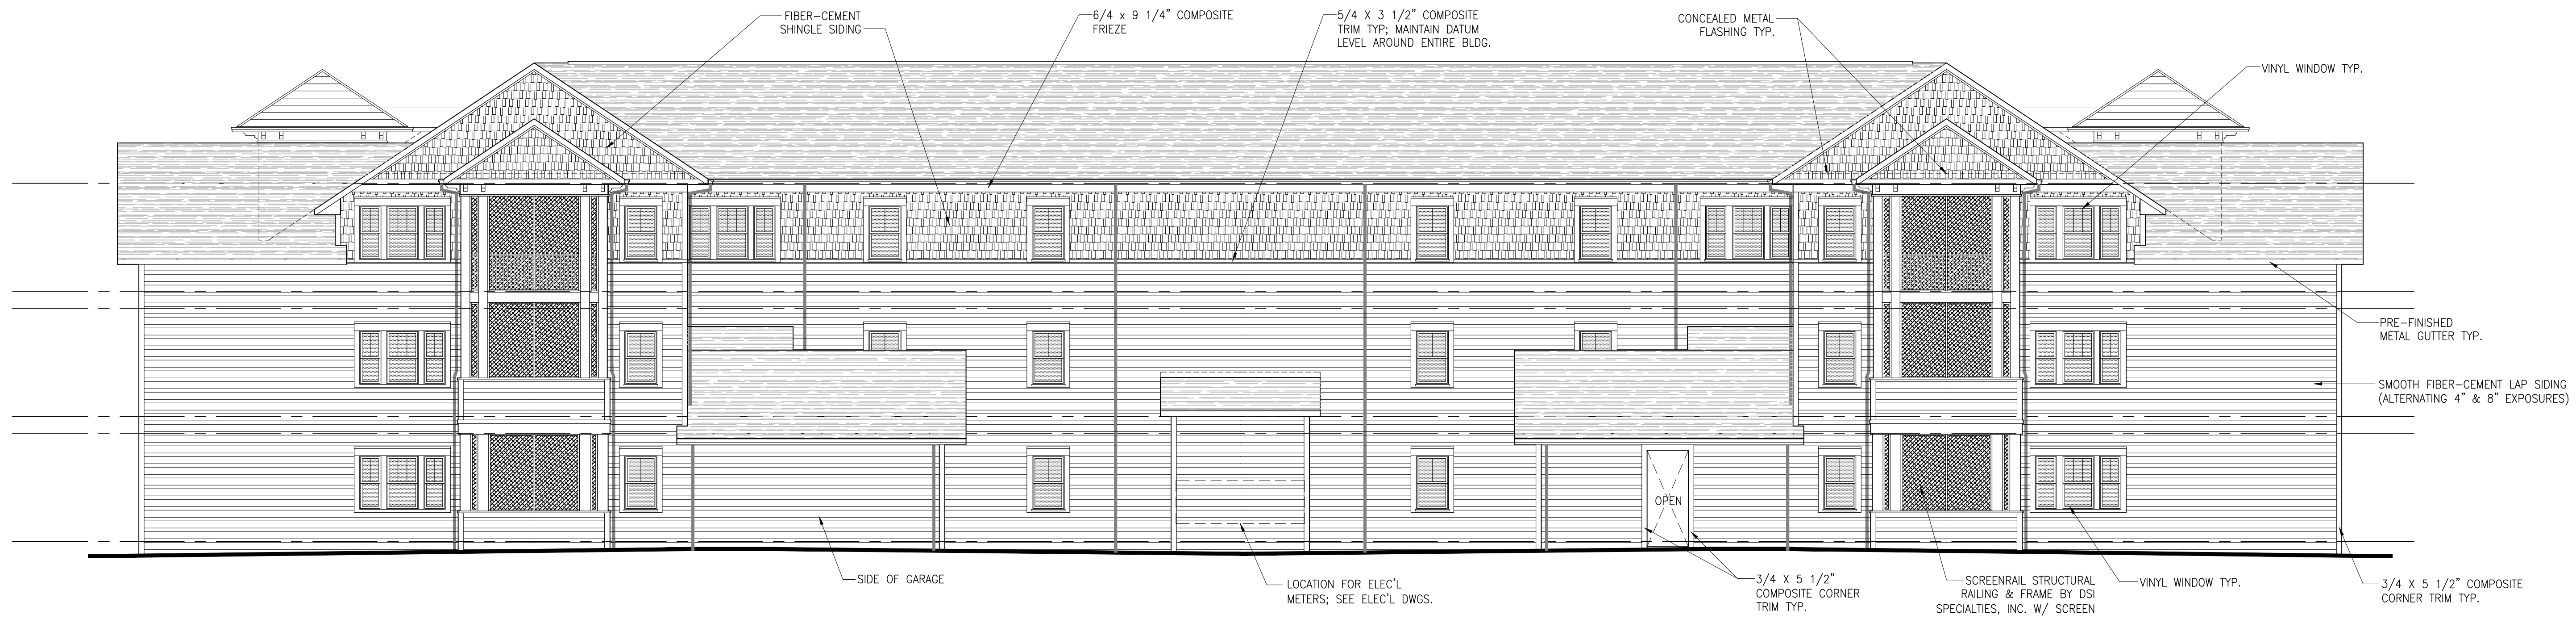 FIBER-CEMENT
SHINGLE SIDING
6/4 x 9 1/4" COMPOSITE
FRIEZE
5/4 X 3 1/2" COMPOSITE
TRIM TYP; MAINTAIN DATUM
LEVEL AROUND ENTIRE BLDG.
CONCEALED METAL
FLASHING TYP.
VINYL WINDOW TYP.
PRE-FINISHED
METAL GUTTER TYP.
SMOOTH FIBER-CEMENT LAP SIDING
(ALTERNATING 4" & 8" EXPOSURES)
OPEN
SIDE OF GARAGE
LOCATION FOR ELEC'L
METERS; SEE ELEC'L DWGS.
3/4 X 5 1/2"
COMPOSITE CORNER
TRIM TYP.
SCREENRAIL STRUCTURAL
RAILING & FRAME BY DSI
SPECIALTIES, INC. W/ SCREEN
VINYL WINDOW TYP.
3/4 X 5 1/2" COMPOSITE
CORNER TRIM TYP.